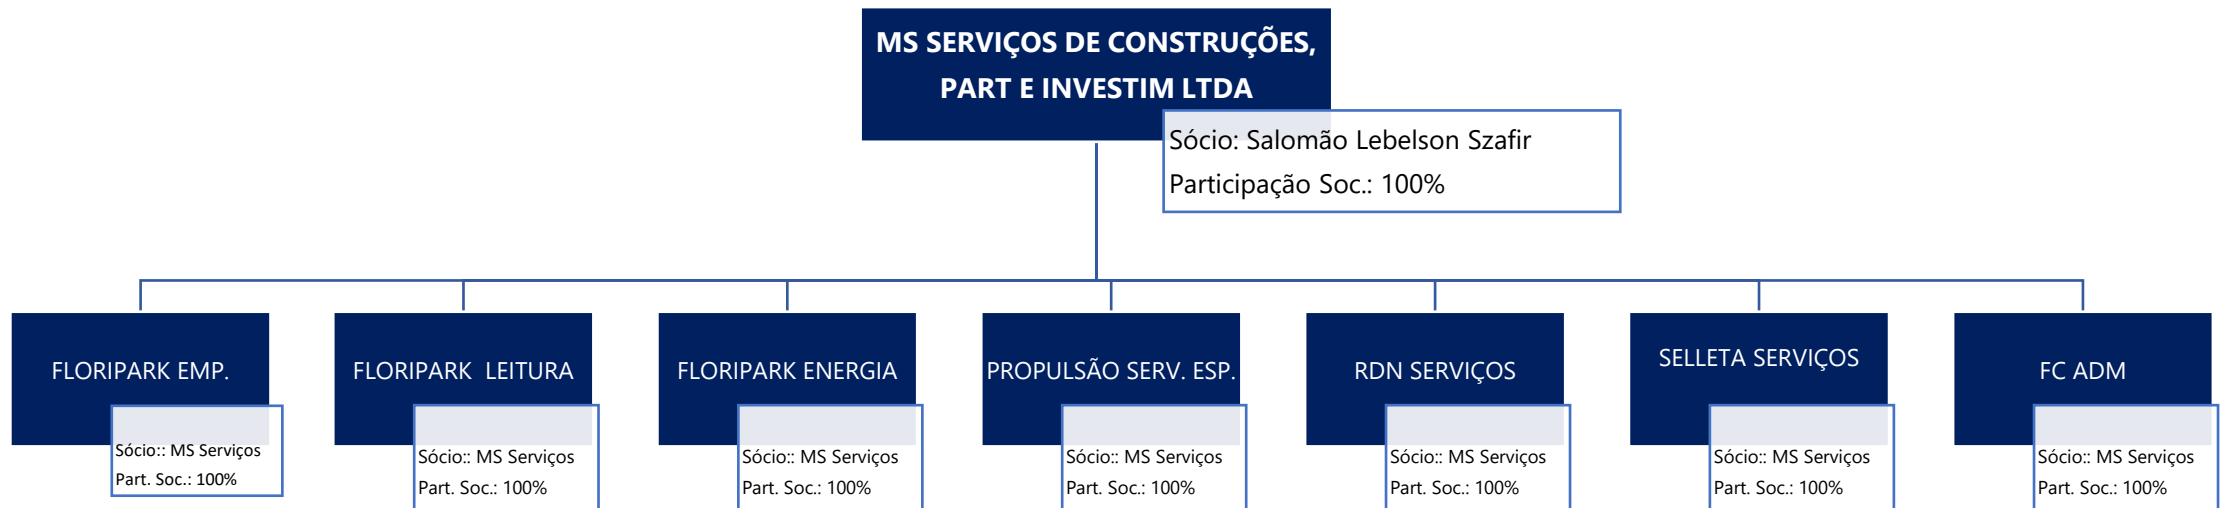 MS SERVIÇOS DE CONSTRUÇÕES,
PART E INVESTIM LTDA
Sócio: Salomão Lebelson Szafir
Participação Soc.: 100%
FLORIPARK EMP.
Sócio:: MS Serviços
Part. Soc.: 100%
FLORIPARK LEITURA
Sócio:: MS Serviços
Part. Soc.: 100%
FLORIPARK ENERGIA
Sócio:: MS Serviços
Part. Soc.: 100%
PROPULSÃO SERV. ESP.
Sócio:: MS Serviços
Part. Soc.: 100%
RDN SERVIÇOS
Sócio:: MS Serviços
Part. Soc.: 100%
SELLETA SERVIÇOS
Sócio:: MS Serviços
Part. Soc.: 100%
FC ADM
Sócio:: MS Serviços
Part. Soc.: 100%